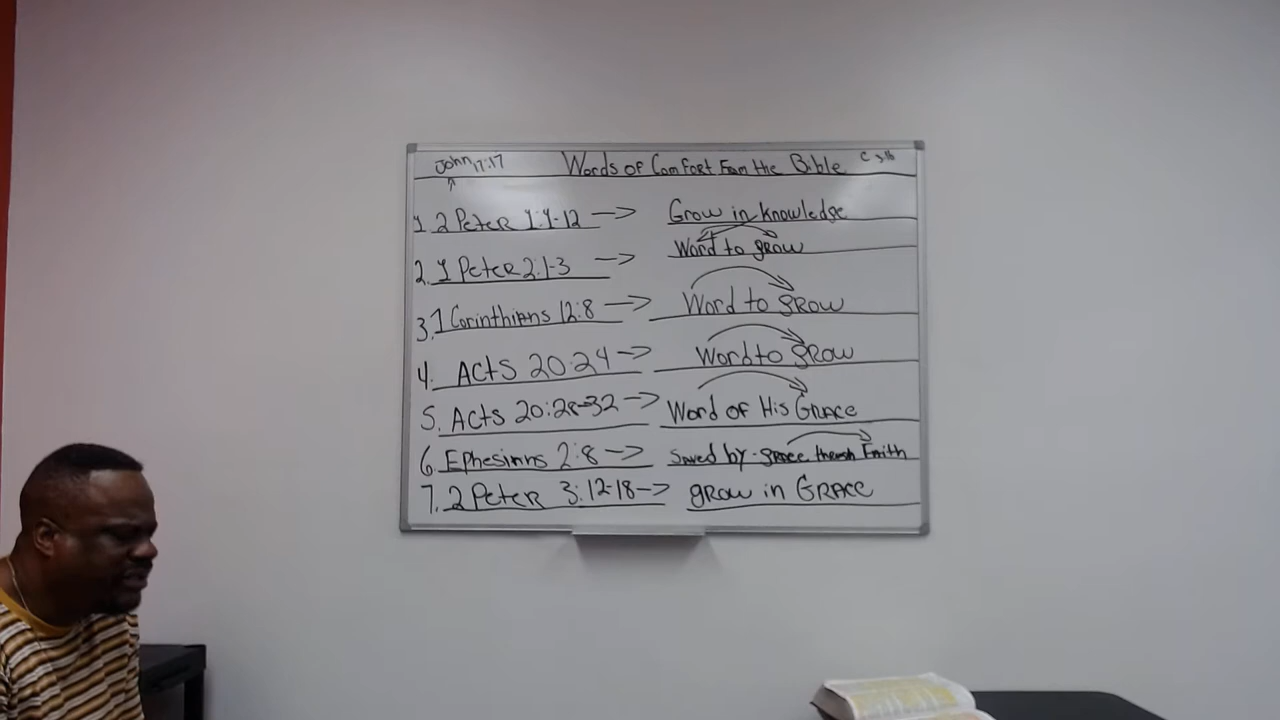 John 17:17 Words of Comfort From the Bible
1. 2 Peter 1:1-12 -> Grow in knowledge
2. 1 Peter 2:1-3 -> Word to grow
3. 1 Corinthians 12:8 -> Word to grow
4. Acts 20:24 -> Word to grow
5. Acts 20:28-32 -> Word of His Grace
6. Ephesians 2:8 -> Saved by grace through Faith
7. 2 Peter 3:12-18 -> grow in Grace